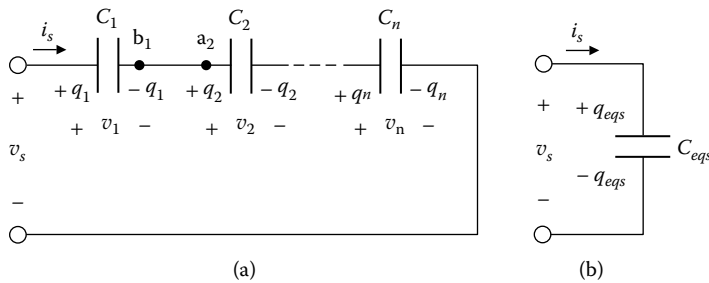 i_s C_1 b_1 a_2 C_2 C_n
+ q_1 − q_1 + q_2 − q_2 + q_n − q_n
+ v_1 − + v_2 − + v_n −
+
v_s
−
(a)
i_s
+
v_s
−
+ q_eqs
− q_eqs
C_eqs
(b)